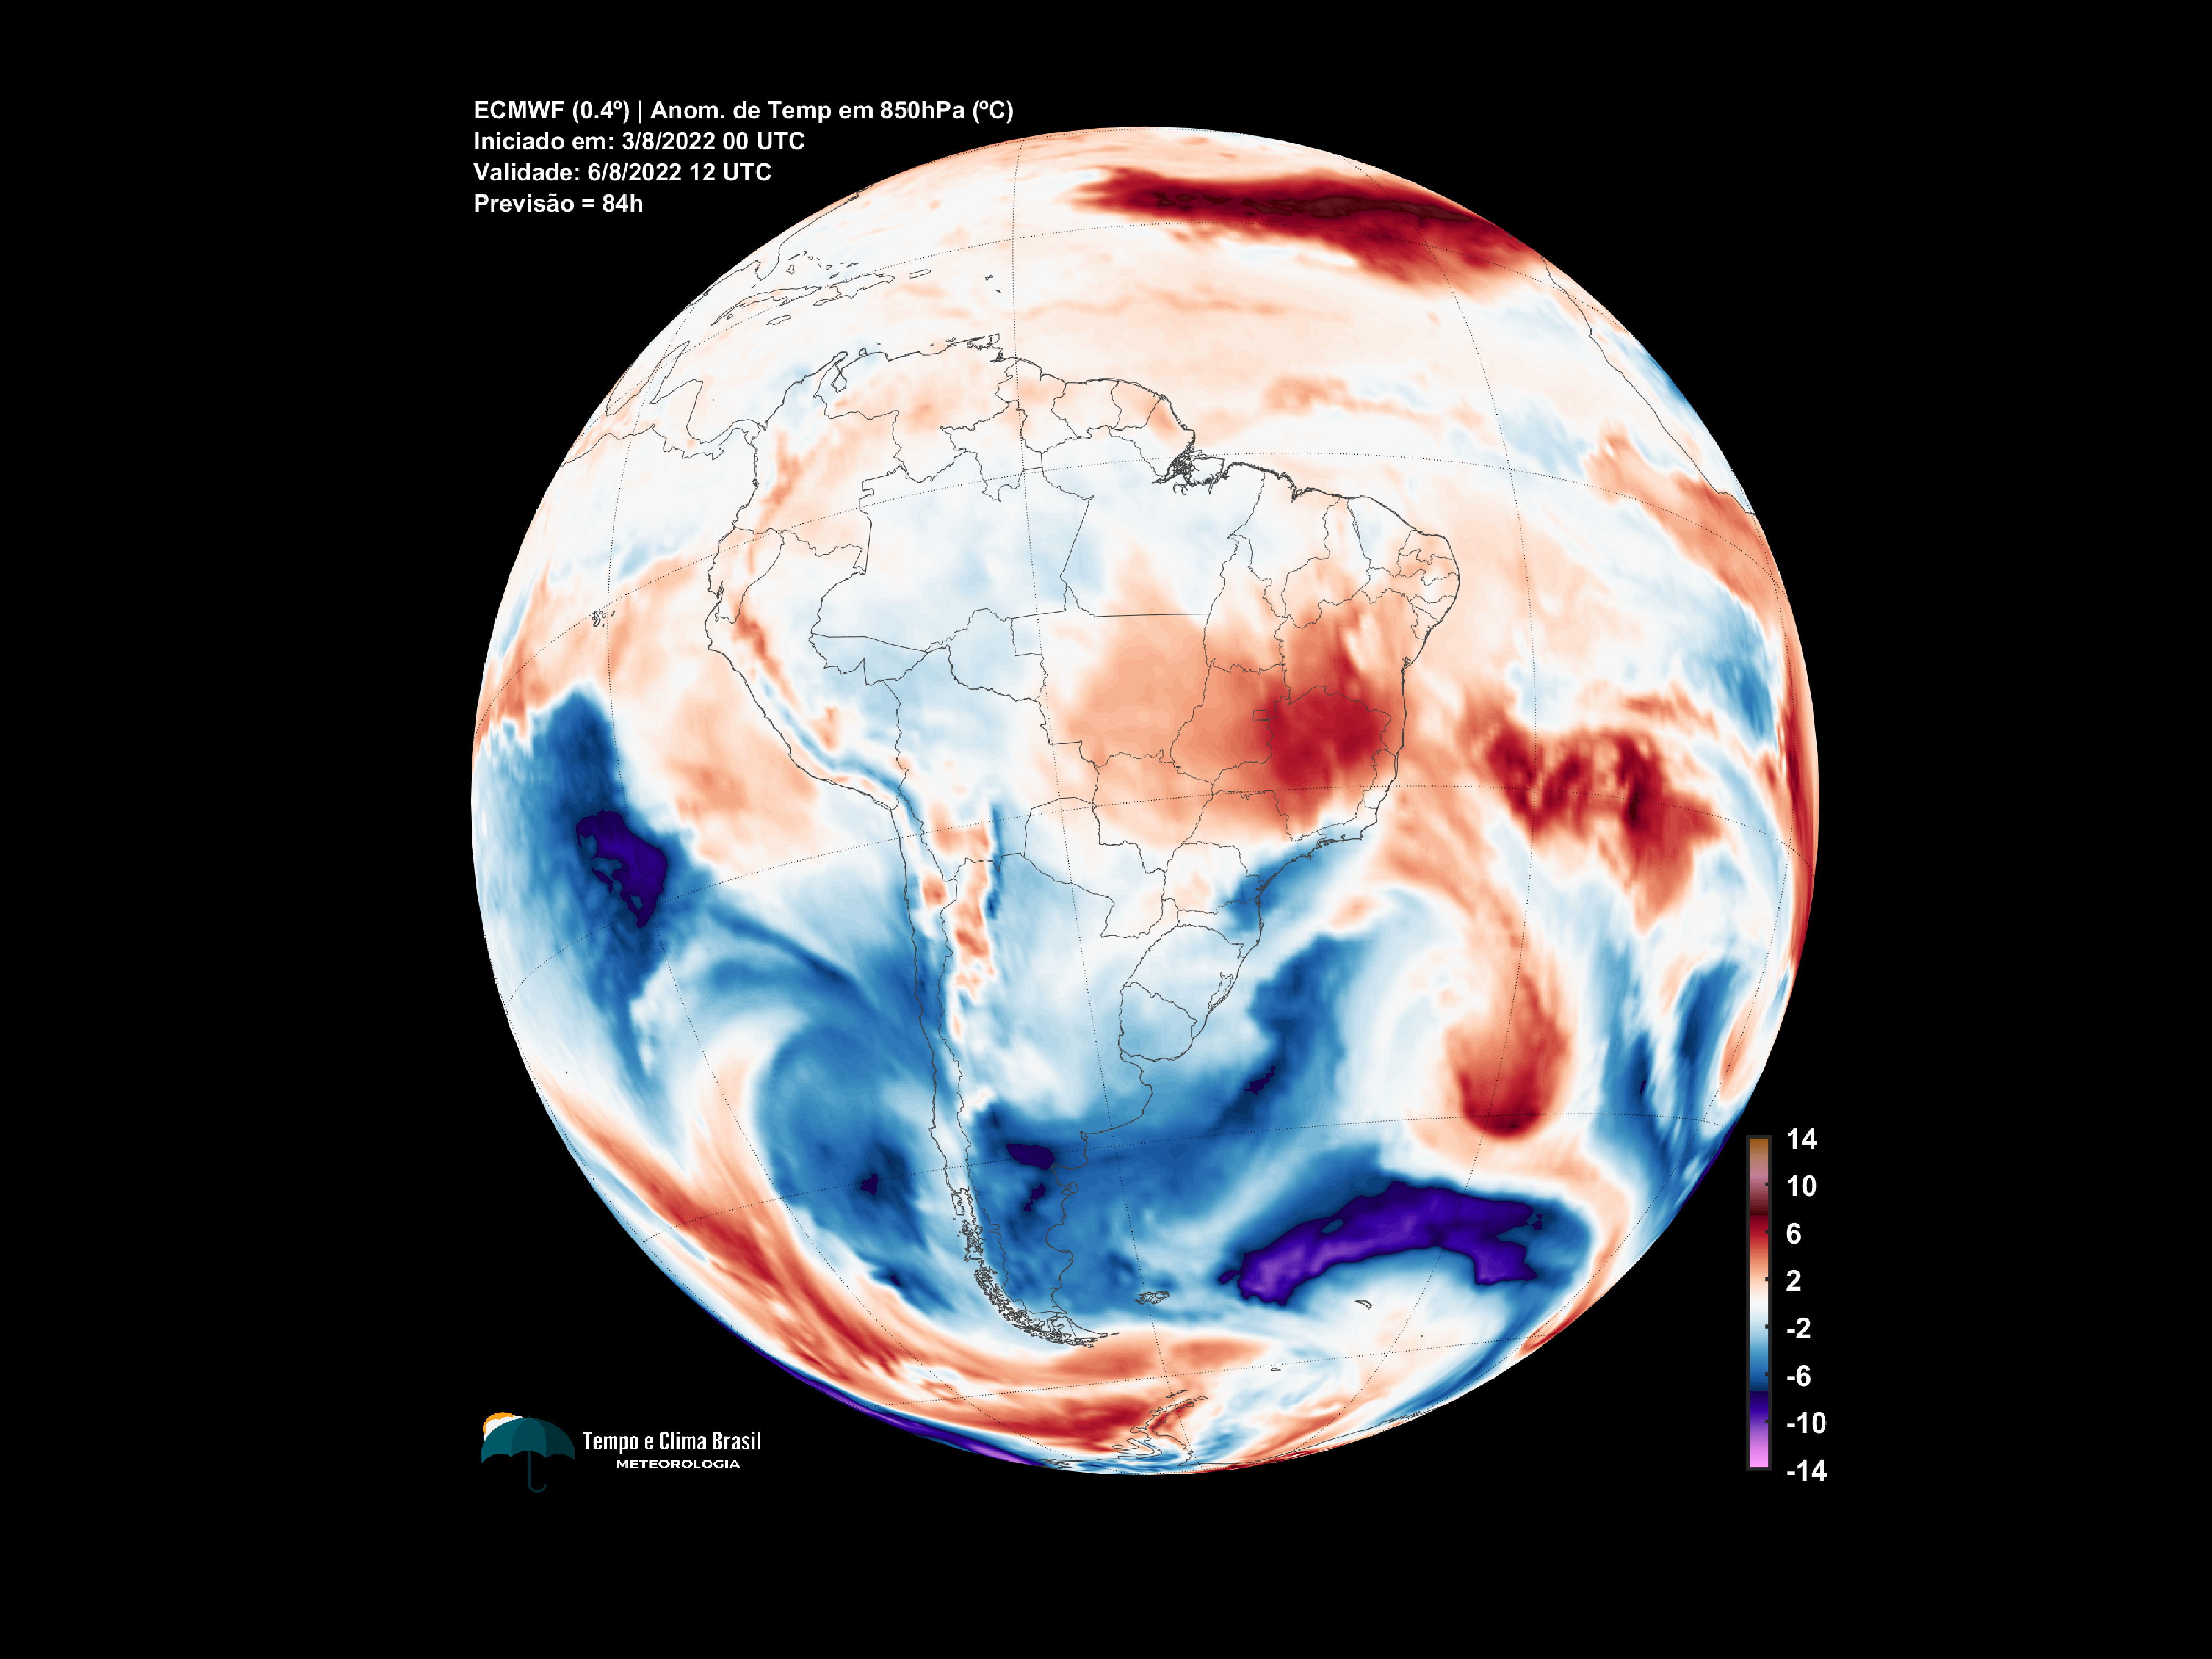 ECMWF (0.4º) | Anom. de Temp em 850hPa (ºC)
Iniciado em: 3/8/2022 00 UTC
Validade: 6/8/2022 12 UTC
Previsão = 84h
14
10
6
2
-2
-6
-10
-14
Tempo e Clima Brasil
METEOROLOGIA